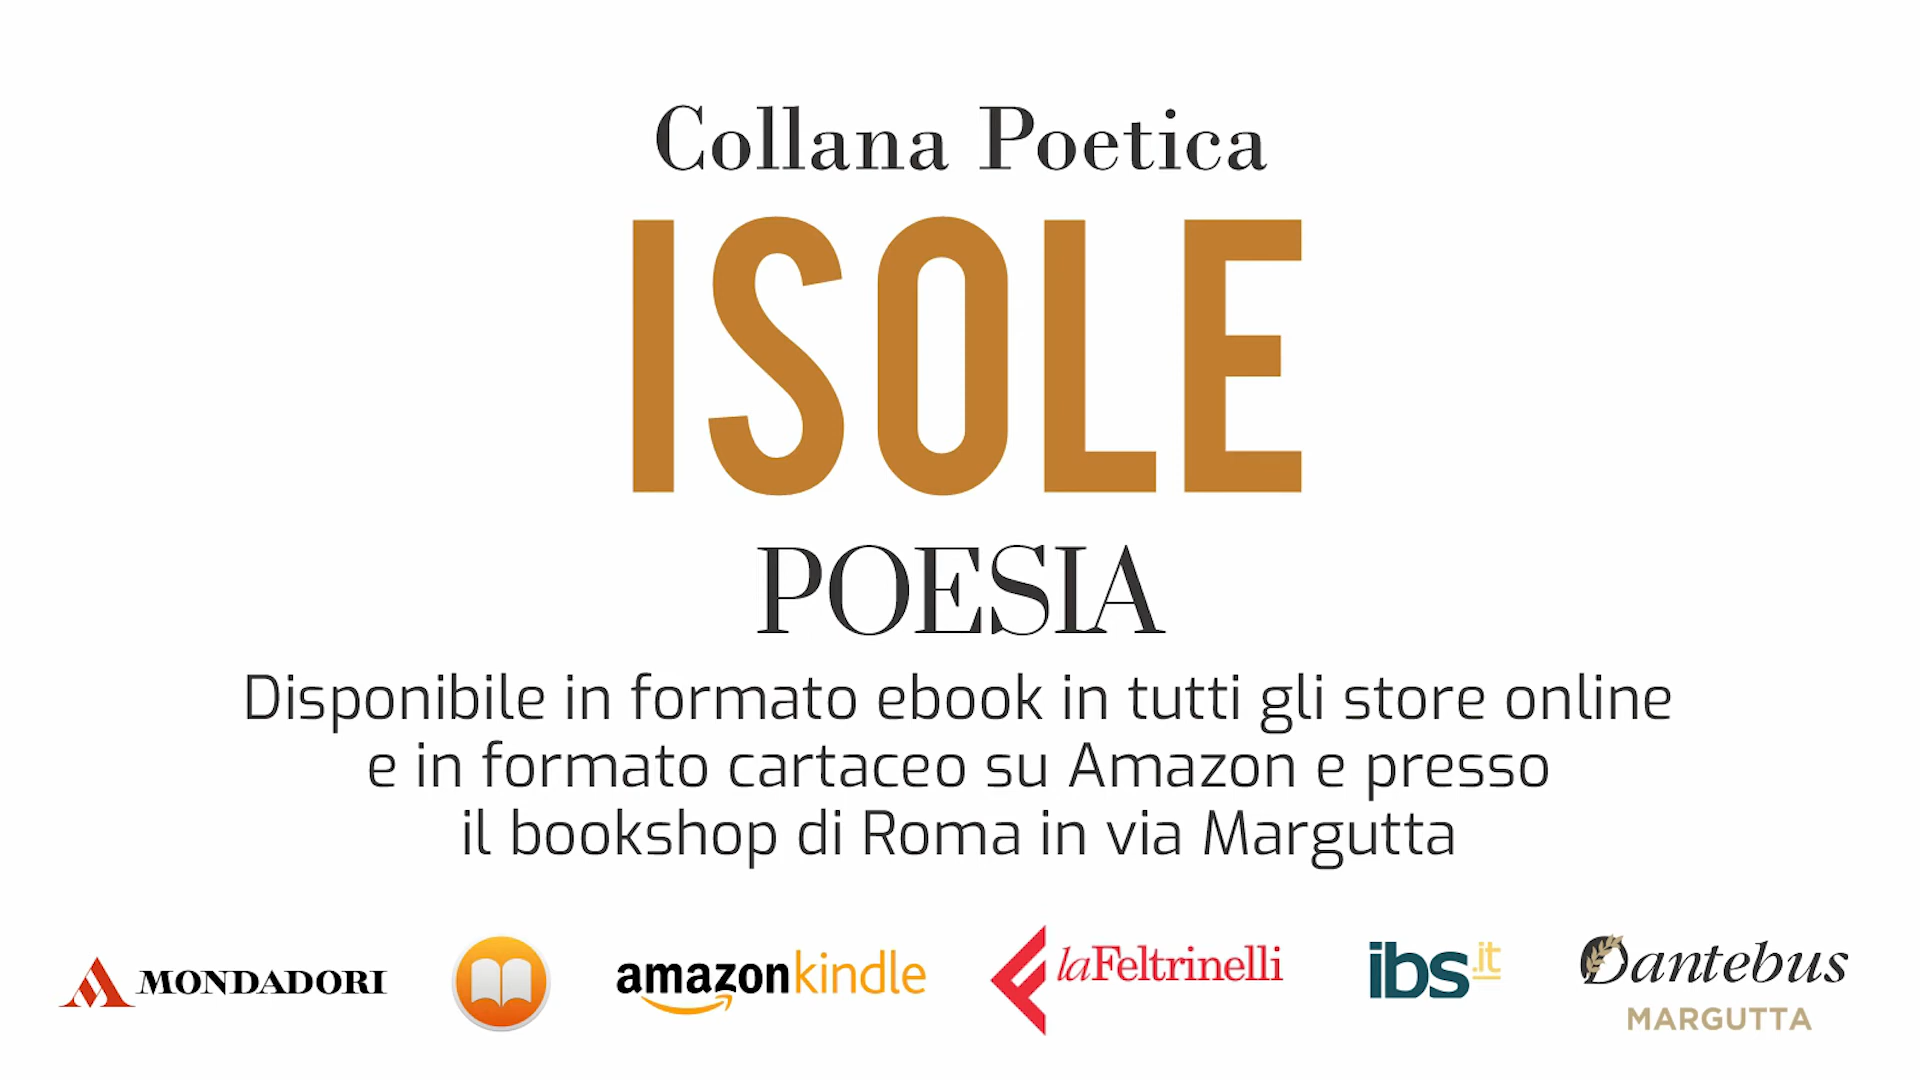 Collana Poetica
ISOLE
POESIA
Disponibile in formato ebook in tutti gli store online
e in formato cartaceo su Amazon e presso
il bookshop di Roma in via Margutta
MONDADORI
amazonkindle
laFeltrinelli
ibs.it
Dantebus
MARGUTTA